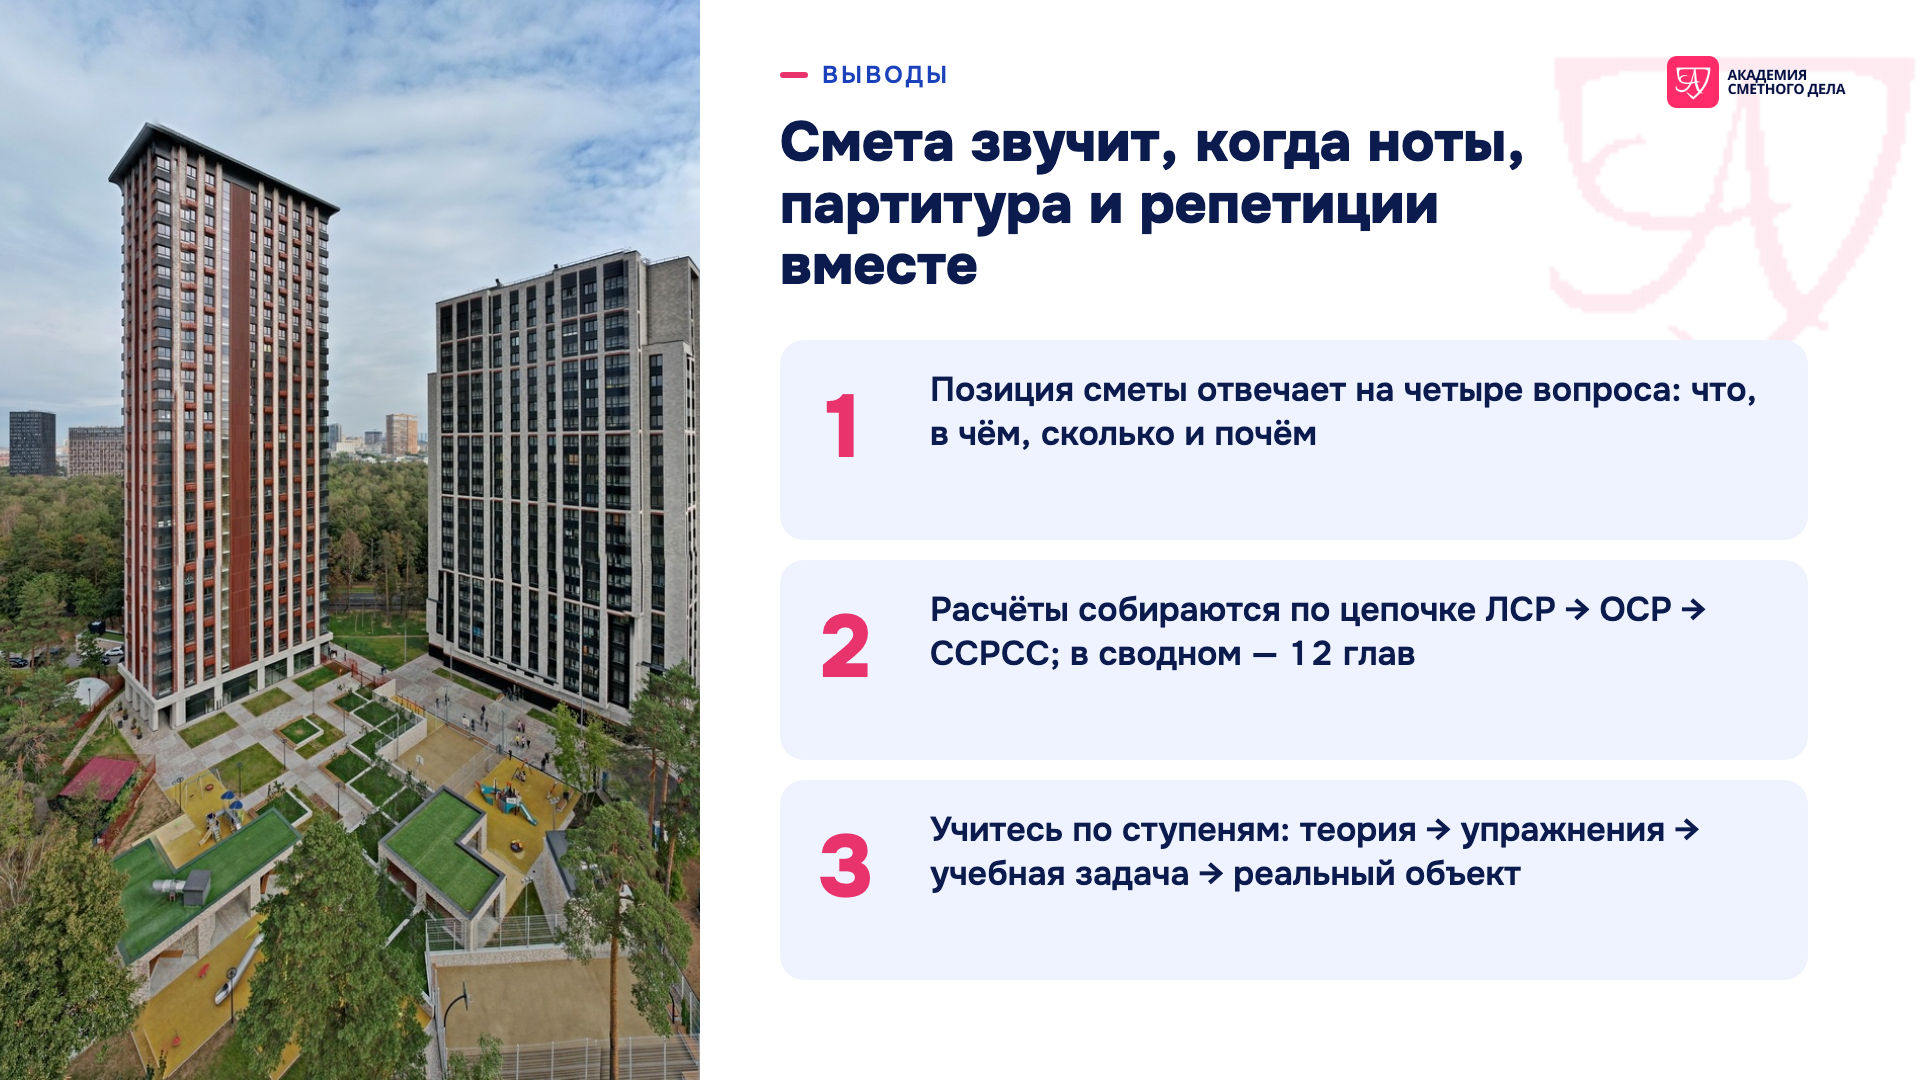 ВЫВОДЫ
АКАДЕМИЯ
СМЕТНОГО ДЕЛА
Смета звучит, когда ноты,
партитура и репетиции
вместе
1
Позиция сметы отвечает на четыре вопроса: что,
в чём, сколько и почём
2
Расчёты собираются по цепочке ЛСР → ОСР →
ССРСС; в сводном — 12 глав
3
Учитесь по ступеням: теория → упражнения →
учебная задача → реальный объект